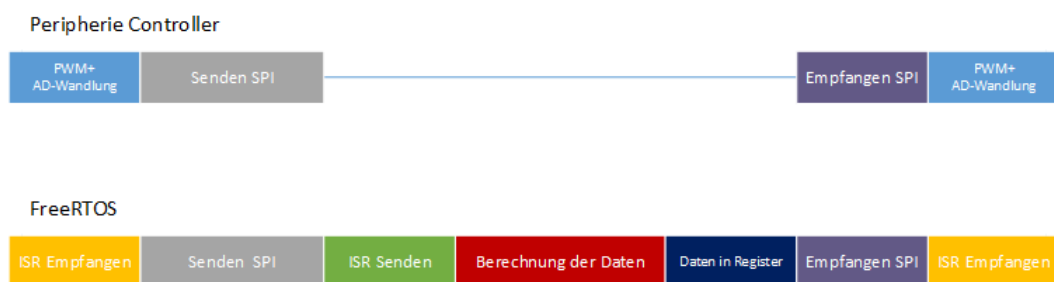 Peripherie Controller
PWM+
AD-Wandlung
Senden SPI
Empfangen SPI
PWM+
AD-Wandlung
FreeRTOS
ISR Empfangen
Senden SPI
ISR Senden
Berechnung der Daten
Daten in Register
Empfangen SPI
ISR Empfangen